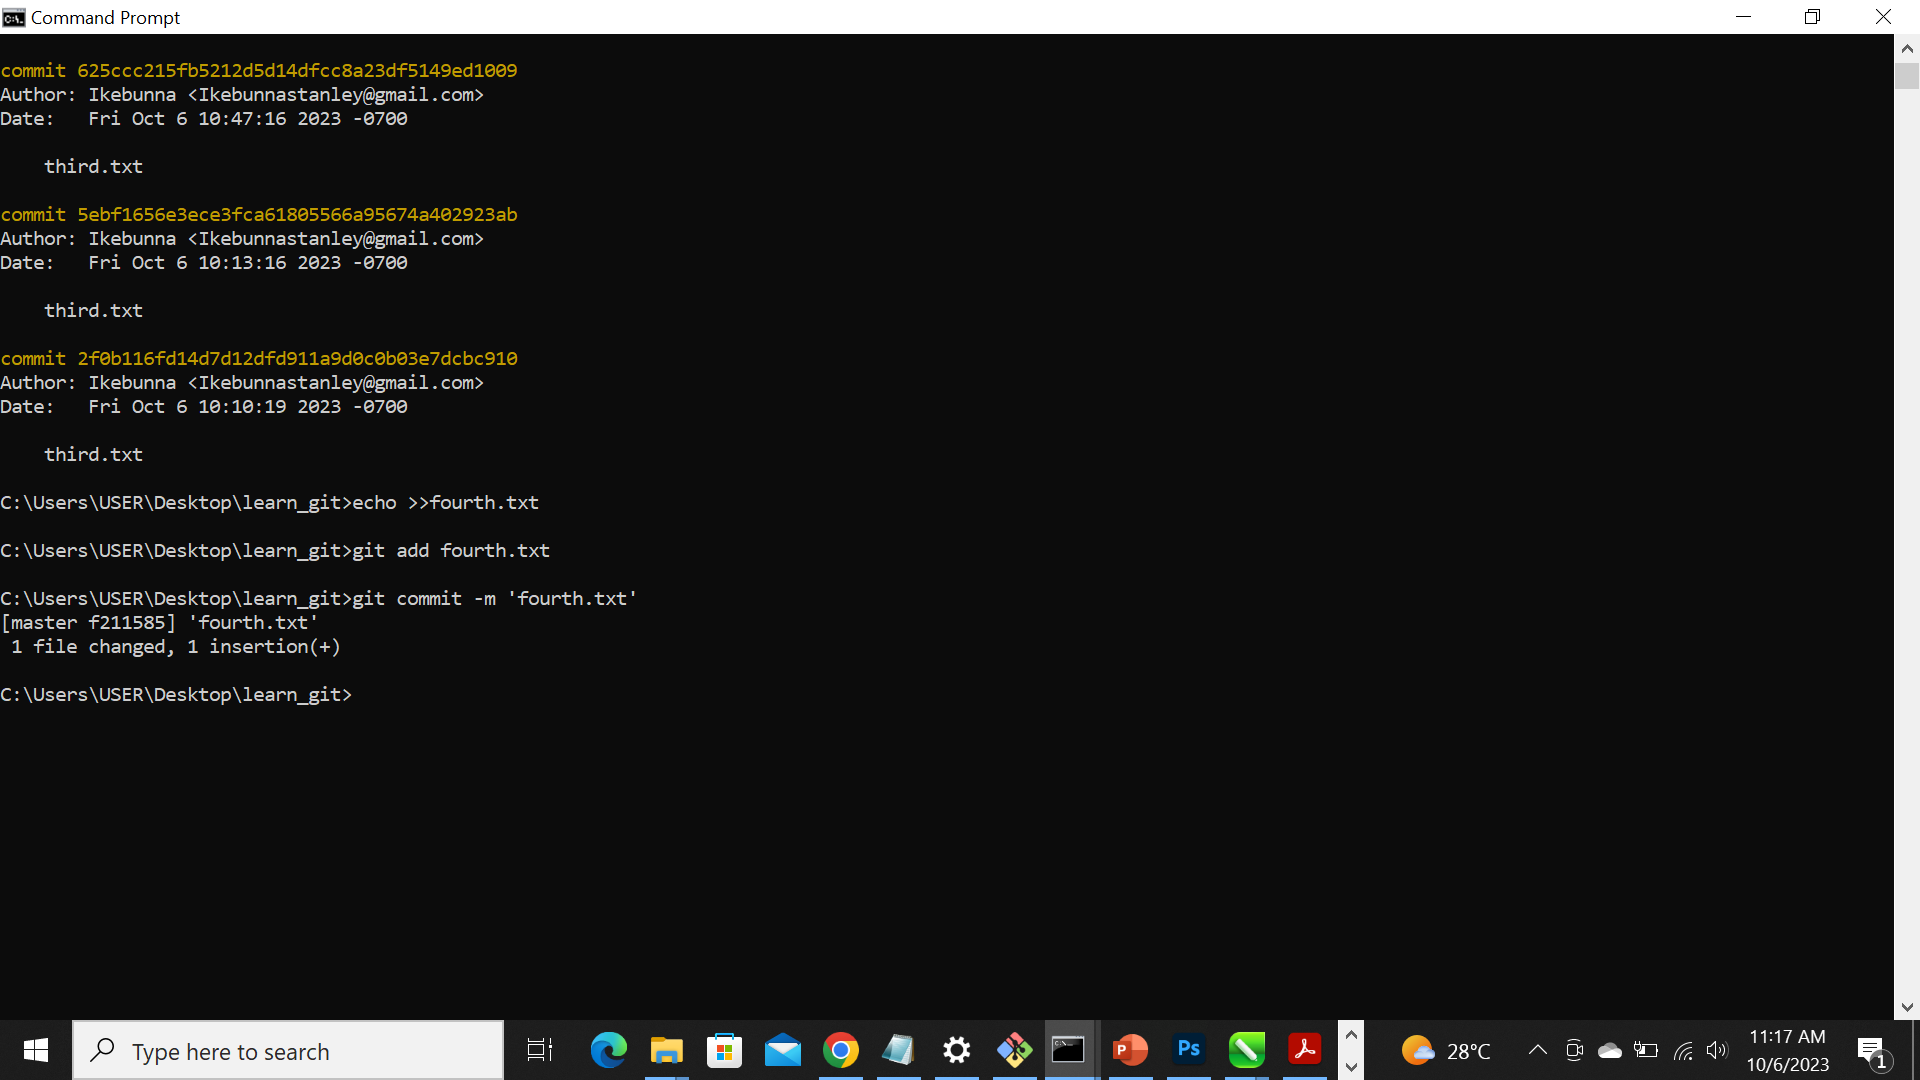 Command Prompt
commit 625ccc215fb5212d5d14dfcc8a23df5149ed1009
Author: Ikebunna <Ikebunnastanley@gmail.com>
Date:   Fri Oct 6 10:47:16 2023 -0700
    third.txt
commit 5ebf1656e3ece3fca61805566a95674a402923ab
Author: Ikebunna <Ikebunnastanley@gmail.com>
Date:   Fri Oct 6 10:13:16 2023 -0700
    third.txt
commit 2f0b116fd14d7d12dfd911a9d0c0b03e7dcbc910
Author: Ikebunna <Ikebunnastanley@gmail.com>
Date:   Fri Oct 6 10:10:19 2023 -0700
    third.txt
C:\Users\USER\Desktop\learn_git>echo >>fourth.txt
C:\Users\USER\Desktop\learn_git>git add fourth.txt
C:\Users\USER\Desktop\learn_git>git commit -m 'fourth.txt'
[master f211585] 'fourth.txt'
 1 file changed, 1 insertion(+)
C:\Users\USER\Desktop\learn_git>
Type here to search
P
Ps
28°C
11:17 AM
10/6/2023
1